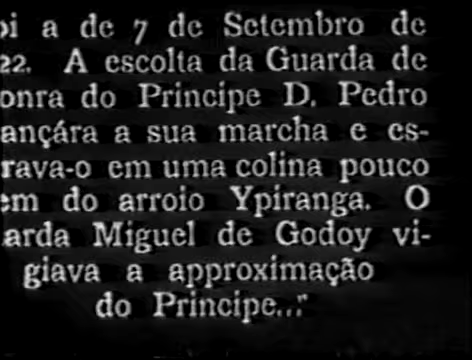 oi a de 7 de Setembro de
22. A escolta da Guarda de
onra do Principe D. Pedro
ançára a sua marcha e es-
rava-o em uma colina pouco
em do arroio Ypiranga. O
arda Miguel de Godoy vi-
giava a approximação
do Principe..."